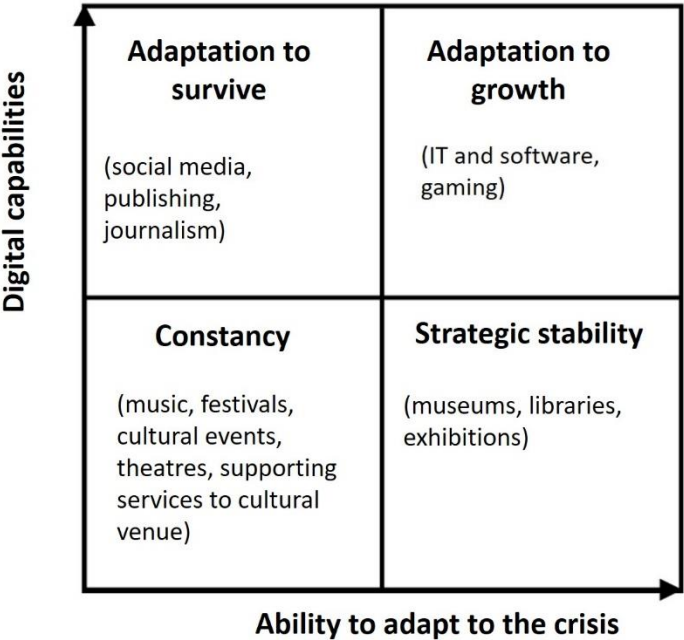 Digital capabilities
Adaptation to
survive
(social media,
publishing,
journalism)
Adaptation to
growth
(IT and software,
gaming)
Constancy
(music, festivals,
cultural events,
theatres, supporting
services to cultural
venue)
Strategic stability
(museums, libraries,
exhibitions)
Ability to adapt to the crisis